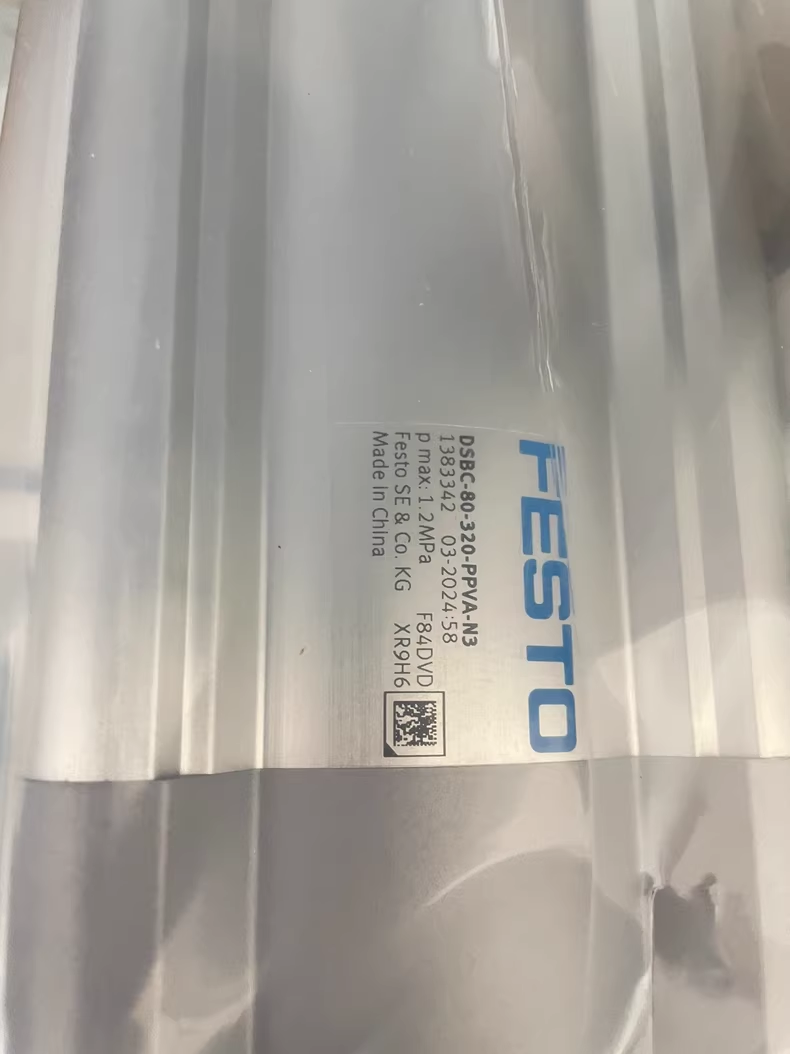 FESTO
DSBC-80-320-PPVA-N3
1383342 03-2024:58
p max: 1.2MPa F84DVD
Festo SE & Co. KG XR9H6
Made in China